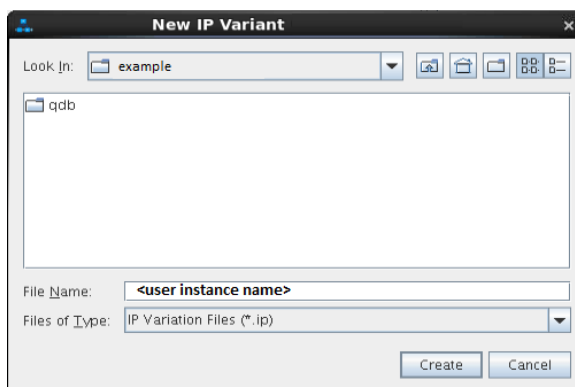 New IP Variant
Look In: example
qdb
File Name: <user instance name>
Files of Type: IP Variation Files (*.ip)
Create Cancel